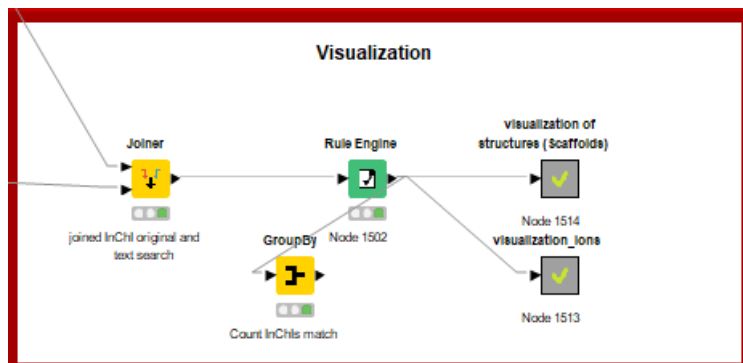 Visualization
visualization of
structures (Scaffolds)
Joiner
Rule Engine
Node 1514
joined InChI original and
text search
Node 1502
GroupBy
visualization_ions
Count InChIs match
Node 1513